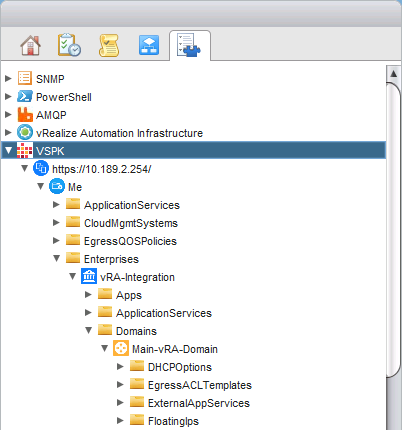 SNMP
PowerShell
AMQP
vRealize Automation Infrastructure
VSPK
https://10.189.2.254/
Me
ApplicationServices
CloudMgmtSystems
EgressQOSPolicies
Enterprises
vRA-Integration
Apps
ApplicationServices
Domains
Main-vRA-Domain
DHCPOptions
EgressACLTemplates
ExternalAppServices
FloatingIps